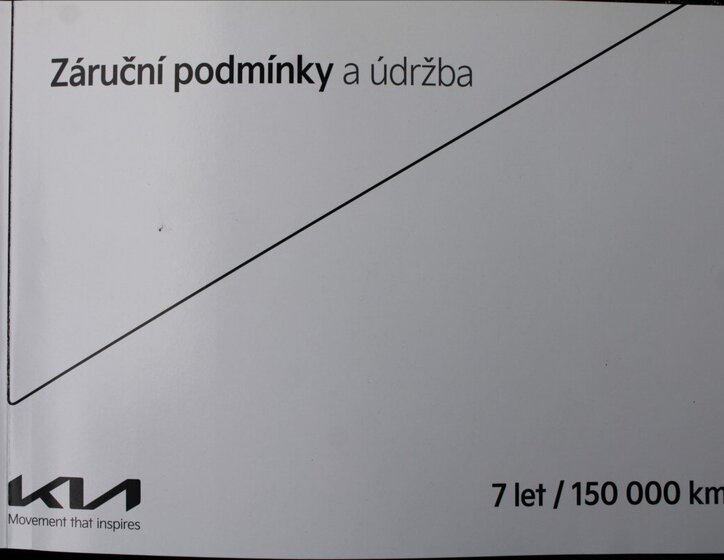 Záruční podmínky a údržba
KIA
Movement that inspires
7 let / 150 000 km